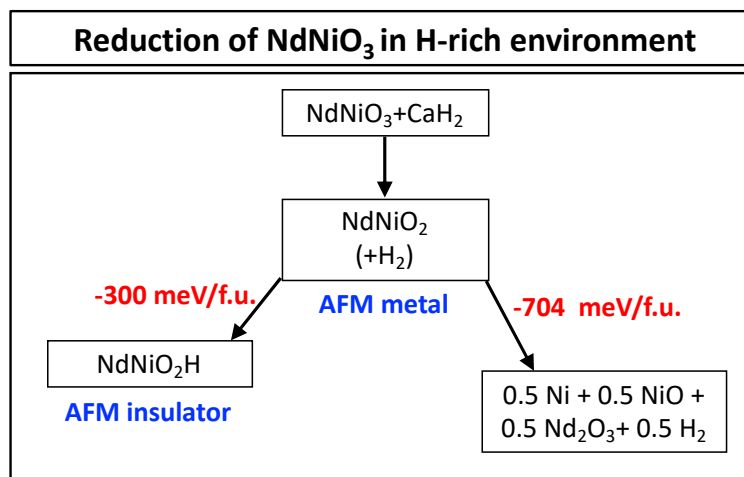 Reduction of NdNiO₃ in H-rich environment
NdNiO₃+CaH₂
NdNiO₂
(+H₂)
-300 meV/f.u.
AFM metal
-704 meV/f.u.
NdNiO₂H
AFM insulator
0.5 Ni + 0.5 NiO +
0.5 Nd₂O₃+ 0.5 H₂